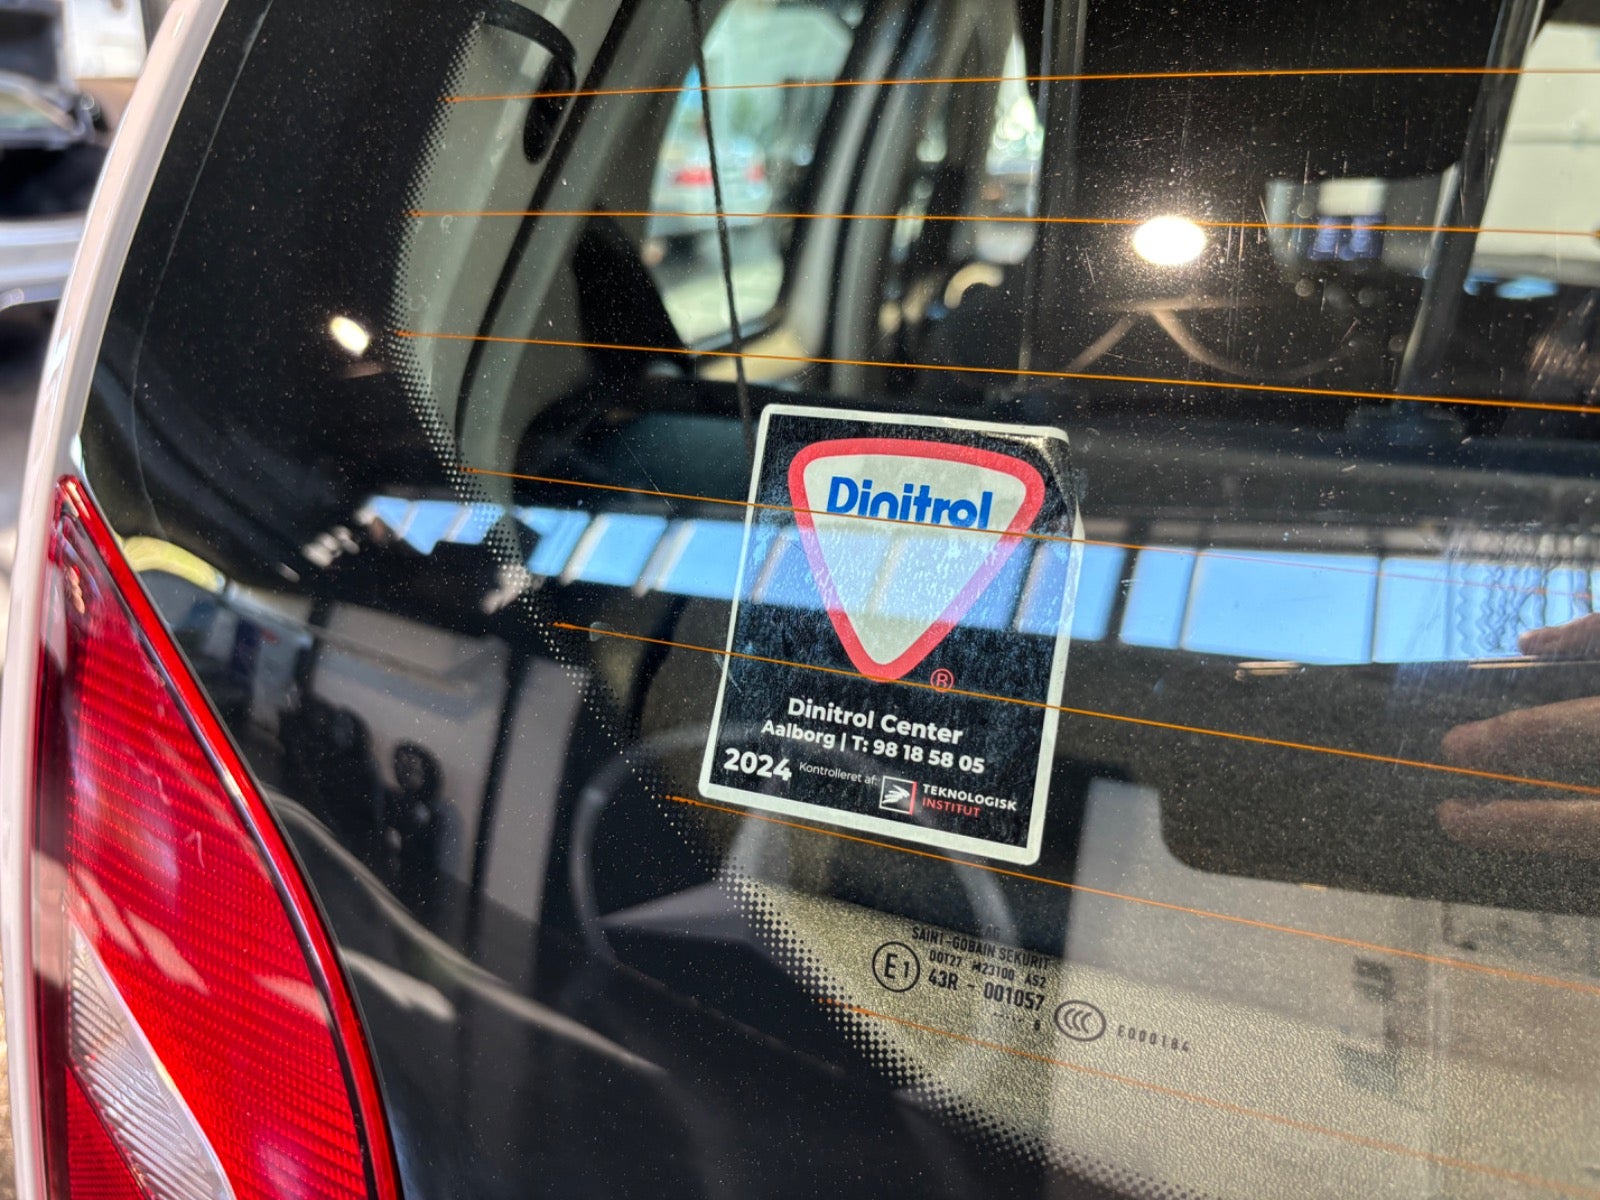 Dinitrol
®
Dinitrol Center
Aalborg | T: 98 18 58 05
2024 Kontrolleret af: TEKNOLOGISK
INSTITUT
SAINT-GOBAIN SEKURIT
E1 43R - 001057
CCC E000184